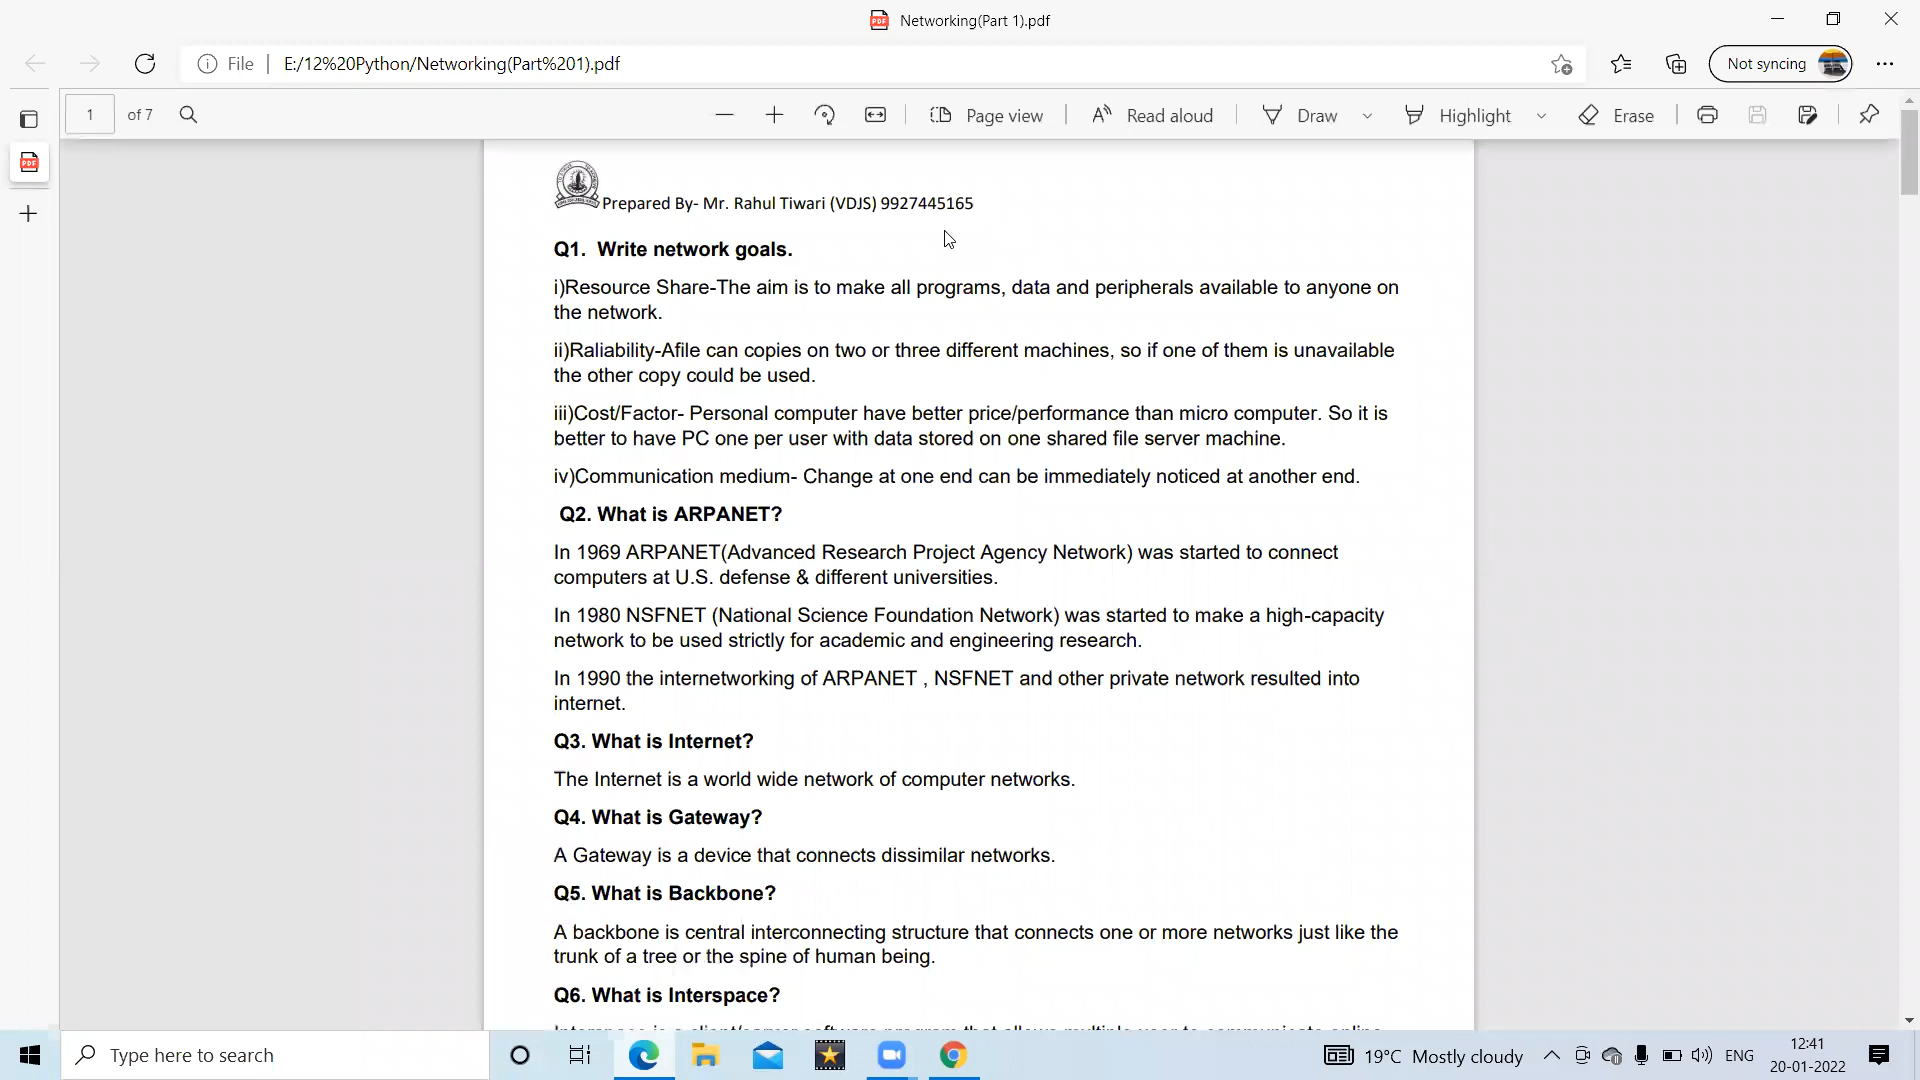 Networking(Part 1).pdf
File
E:/12%20Python/Networking(Part%201).pdf
Not syncing
1 of 7
Page view
Read aloud
Draw
Highlight
Erase
Prepared By- Mr. Rahul Tiwari (VDJS) 9927445165
Q1.  Write network goals.
i)Resource Share-The aim is to make all programs, data and peripherals available to anyone on
the network.
ii)Raliability-Afile can copies on two or three different machines, so if one of them is unavailable
the other copy could be used.
iii)Cost/Factor- Personal computer have better price/performance than micro computer. So it is
better to have PC one per user with data stored on one shared file server machine.
iv)Communication medium- Change at one end can be immediately noticed at another end.
Q2. What is ARPANET?
In 1969 ARPANET(Advanced Research Project Agency Network) was started to connect
computers at U.S. defense & different universities.
In 1980 NSFNET (National Science Foundation Network) was started to make a high-capacity
network to be used strictly for academic and engineering research.
In 1990 the internetworking of ARPANET , NSFNET and other private network resulted into
internet.
Q3. What is Internet?
The Internet is a world wide network of computer networks.
Q4. What is Gateway?
A Gateway is a device that connects dissimilar networks.
Q5. What is Backbone?
A backbone is central interconnecting structure that connects one or more networks just like the
trunk of a tree or the spine of human being.
Q6. What is Interspace?
Type here to search
19°C Mostly cloudy
ENG
12:41
20-01-2022